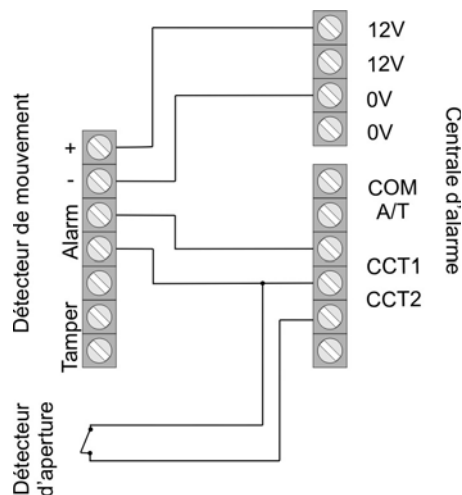 12V
12V
0V
0V
Centrale d'alarme
COM
A/T
CCT1
CCT2
Détecteur de mouvement
+
-
Alarm
Tamper
Détecteur
d'aperture